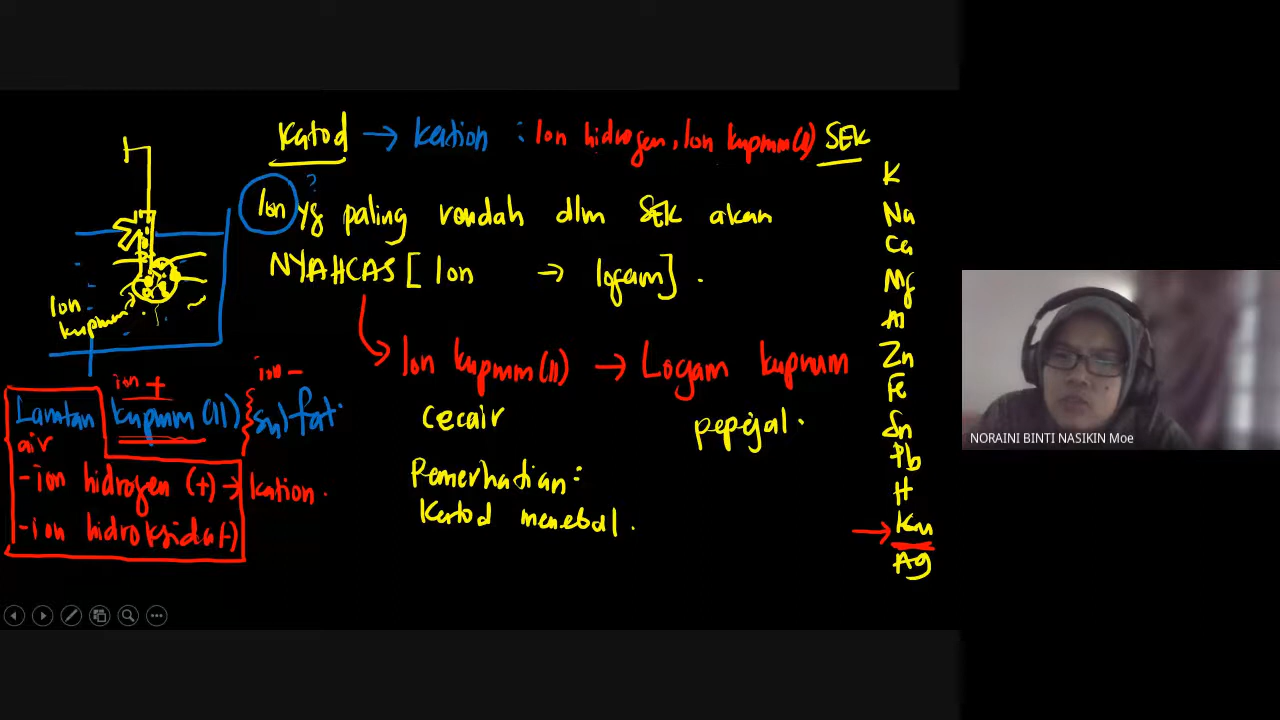 Katod → kation : Ion hidrogen, Ion kuprum(II) SEK
?
Ion yg paling rendah dlm SEK akan
NYAHCAS [ Ion → logam ] .
Ion kuprum(II) → Logam kuprum
cecair pepejal.
Pemerhatian :
Katod menebal .
Ion
kuprum
ion + ion -
Larutan kuprum (II) sulfat.
air
- ion hidrogen (+) → kation .
- ion hidroksida (-)
K
Na
Ca
Mg
Al
Zn
Fe
Sn
Pb
H
→ Ku
Ag
NORAINI BINTI NASIKIN Moe